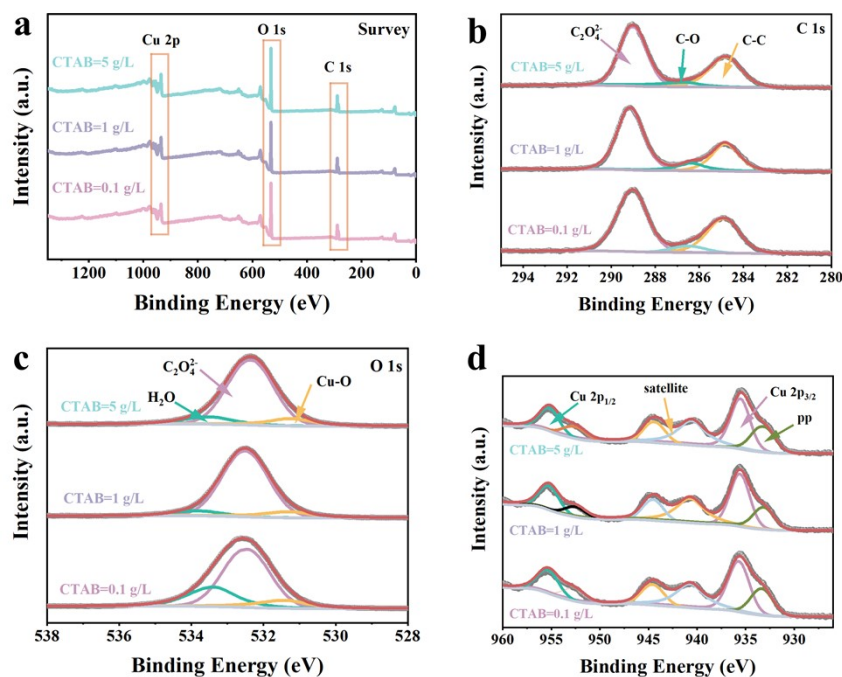 a
Survey
Cu 2p
O 1s
C 1s
CTAB=5 g/L
CTAB=1 g/L
CTAB=0.1 g/L
Intensity (a.u.)
1200 1000 800 600 400 200 0
Binding Energy (eV)
b
C 1s
C₂O₄²⁻
C-O
C-C
CTAB=5 g/L
CTAB=1 g/L
CTAB=0.1 g/L
Intensity (a.u.)
295 292 290 288 286 284 282 280
Binding Energy (eV)
c
O 1s
C₂O₄²⁻
H₂O
Cu-O
CTAB=5 g/L
CTAB=1 g/L
CTAB=0.1 g/L
Intensity (a.u.)
538 536 534 532 530 528
Binding Energy (eV)
d
Cu 2p₁/₂
satellite
Cu 2p₃/₂
pp
CTAB=5 g/L
CTAB=1 g/L
CTAB=0.1 g/L
Intensity (a.u.)
960 955 950 945 940 935 930
Binding Energy (eV)